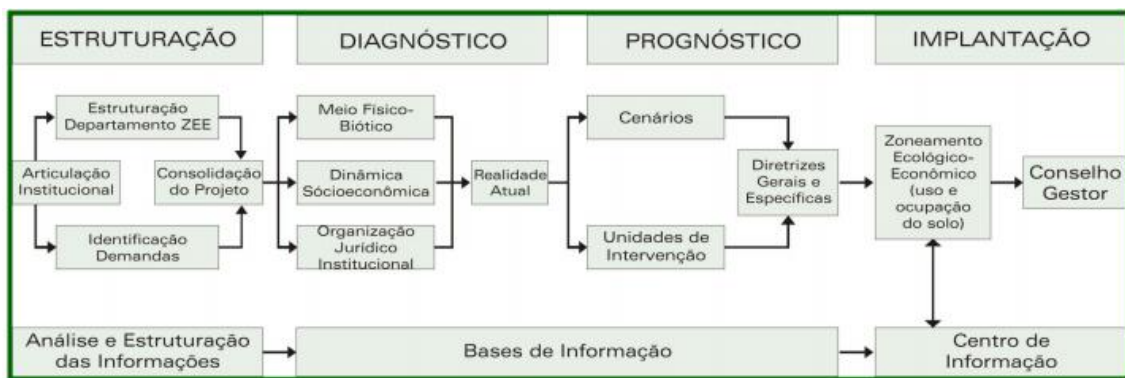 ESTRUTURAÇÃO
DIAGNÓSTICO
PROGNÓSTICO
IMPLANTAÇÃO
Estruturação
Departamento ZEE
Articulação
Institucional
Consolidação
do Projeto
Identificação
Demandas
Meio Físico-
Biótico
Dinâmica
Sócioeconômica
Organização
Jurídico
Institucional
Realidade
Atual
Cenários
Unidades de
Intervenção
Diretrizes
Gerais e
Específicas
Zoneamento
Ecológico-
Econômico
(uso e
ocupação
do solo)
Conselho
Gestor
Análise e Estruturação
das Informações
Bases de Informação
Centro de
Informação